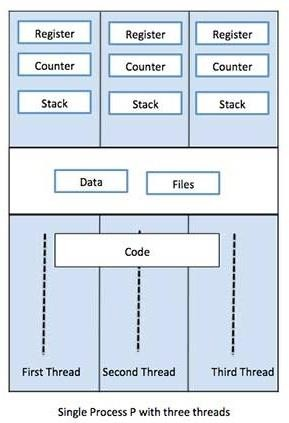 Register Register Register
Counter Counter Counter
Stack Stack Stack
Data Files
Code
First Thread Second Thread Third Thread
Single Process P with three threads